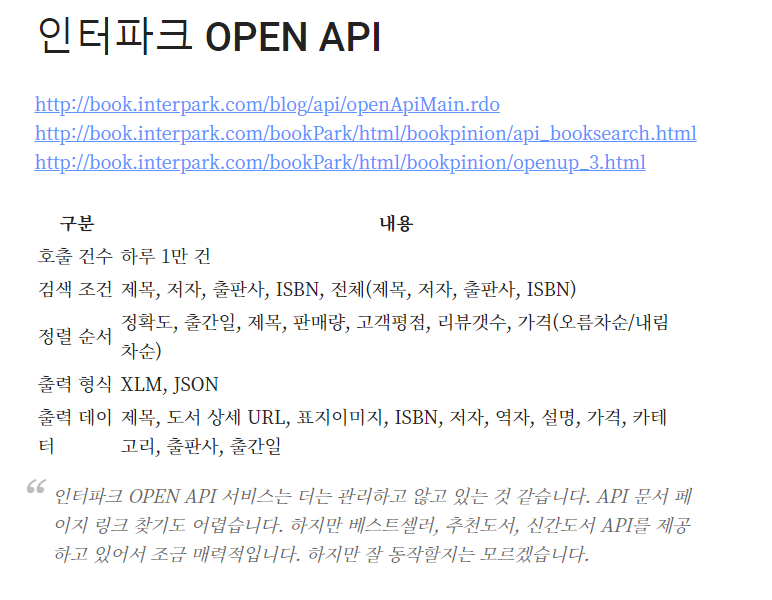 인터파크 OPEN API
http://book.interpark.com/blog/api/openApiMain.rdo
http://book.interpark.com/bookPark/html/bookpinion/api_booksearch.html
http://book.interpark.com/bookPark/html/bookpinion/openup_3.html
구분 내용
호출 건수 하루 1만 건
검색 조건 제목, 저자, 출판사, ISBN, 전체(제목, 저자, 출판사, ISBN)
정렬 순서 정확도, 출간일, 제목, 판매량, 고객평점, 리뷰갯수, 가격(오름차순/내림
차순)
출력 형식 XLM, JSON
출력 데이 제목, 도서 상세 URL, 표지이미지, ISBN, 저자, 역자, 설명, 가격, 카테
터 고리, 출판사, 출간일
“ 인터파크 OPEN API 서비스는 더는 관리하고 않고 있는 것 같습니다. API 문서 페
이지 링크 찾기도 어렵습니다. 하지만 베스트셀러, 추천도서, 신간도서 API를 제공
하고 있어서 조금 매력적입니다. 하지만 잘 동작할지는 모르겠습니다.